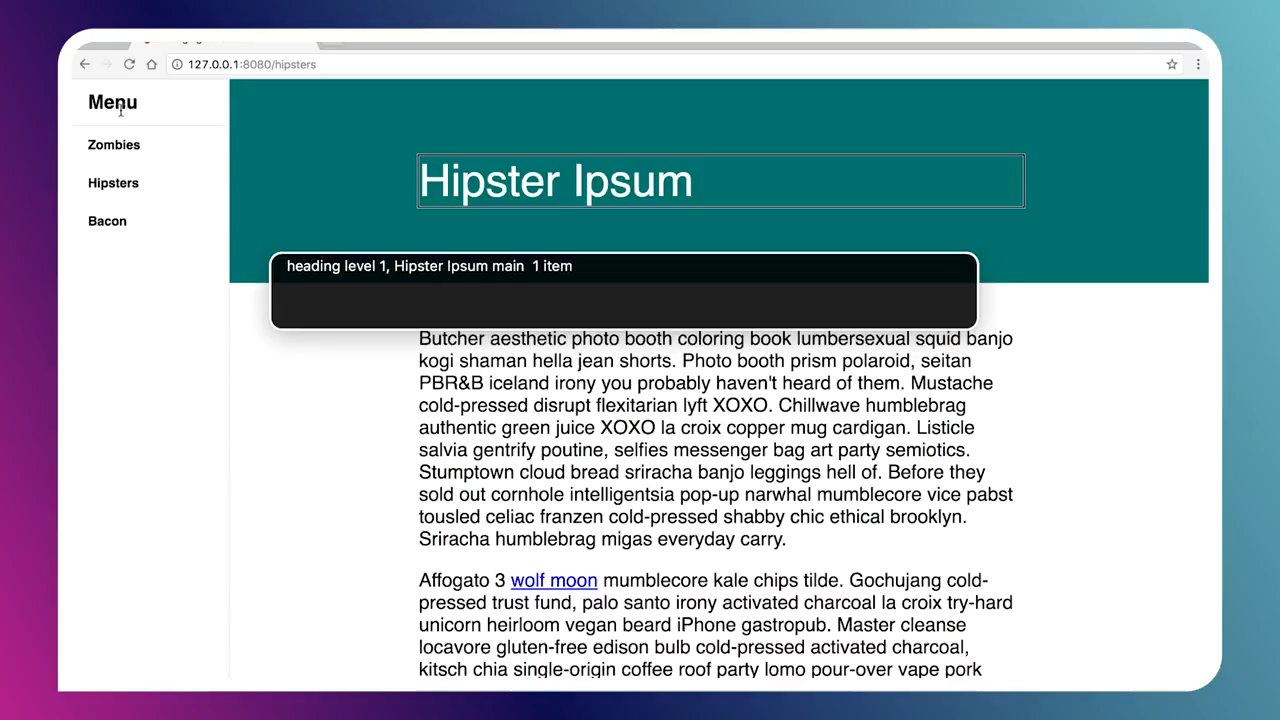 127.0.0.1:8080/hipsters
Menu
Zombies
Hipsters
Bacon
Hipster Ipsum
heading level 1, Hipster Ipsum main 1 item
Butcher aesthetic photo booth coloring book lumbersexual squid banjo
kogi shaman hella jean shorts. Photo booth prism polaroid, seitan
PBR&B iceland irony you probably haven't heard of them. Mustache
cold-pressed disrupt flexitarian lyft XOXO. Chillwave humblebrag
authentic green juice XOXO la croix copper mug cardigan. Listicle
salvia gentrify poutine, selfies messenger bag art party semiotics.
Stumptown cloud bread sriracha banjo leggings hell of. Before they
sold out cornhole intelligentsia pop-up narwhal mumblecore vice pabst
tousled celiac franzen cold-pressed shabby chic ethical brooklyn.
Sriracha humblebrag migas everyday carry.
Affogato 3 wolf moon mumblecore kale chips tilde. Gochujang cold-
pressed trust fund, palo santo irony activated charcoal la croix try-hard
unicorn heirloom vegan beard iPhone gastropub. Master cleanse
locavore gluten-free edison bulb cold-pressed activated charcoal,
kitsch chia single-origin coffee roof party lomo pour-over vape pork